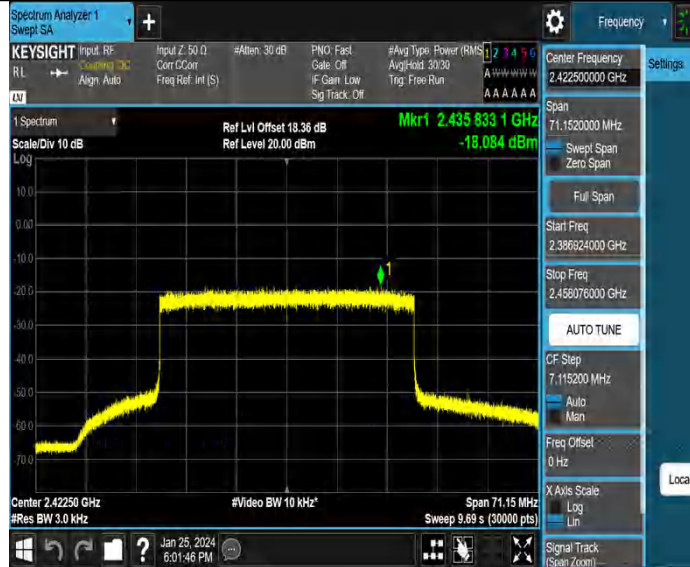 Spectrum Analyzer 1
Swept SA
+
Frequency
KEYSIGHT
Input: RF
Input Z: 50 Ω
#Atten: 30 dB
PNO: Fast
#Avg Type: Power (RMS
1 2 3 4 5 6
RL
Coupling: DC
Corr CCorr
Gate: Off
Avg|Hold: 30/30
A W W W W W
Align: Auto
Freq Ref: Int (S)
IF Gain: Low
Trig: Free Run
Sig Track: Off
A A A A A A
LXI
1 Spectrum
Ref Lvl Offset 18.36 dB
Mkr1 2.435 833 1 GHz
Scale/Div 10 dB
Ref Level 20.00 dBm
-18.084 dBm
Log
10.0
0.00
-10.0
-20.0
-30.0
-40.0
-50.0
-60.0
-70.0
1
Center 2.42250 GHz
#Video BW 10 kHz*
Span 71.15 MHz
#Res BW 3.0 kHz
Sweep 9.69 s (30000 pts)
?
Jan 25, 2024
6:01:46 PM
Center Frequency
2.422500000 GHz
Settings
Span
71.1520000 MHz
Swept Span
Zero Span
Full Span
Start Freq
2.386924000 GHz
Stop Freq
2.458076000 GHz
AUTO TUNE
CF Step
7.115200 MHz
Auto
Man
Freq Offset
0 Hz
X Axis Scale
Log
Lin
Loca
Signal Track
(Span Zoom)